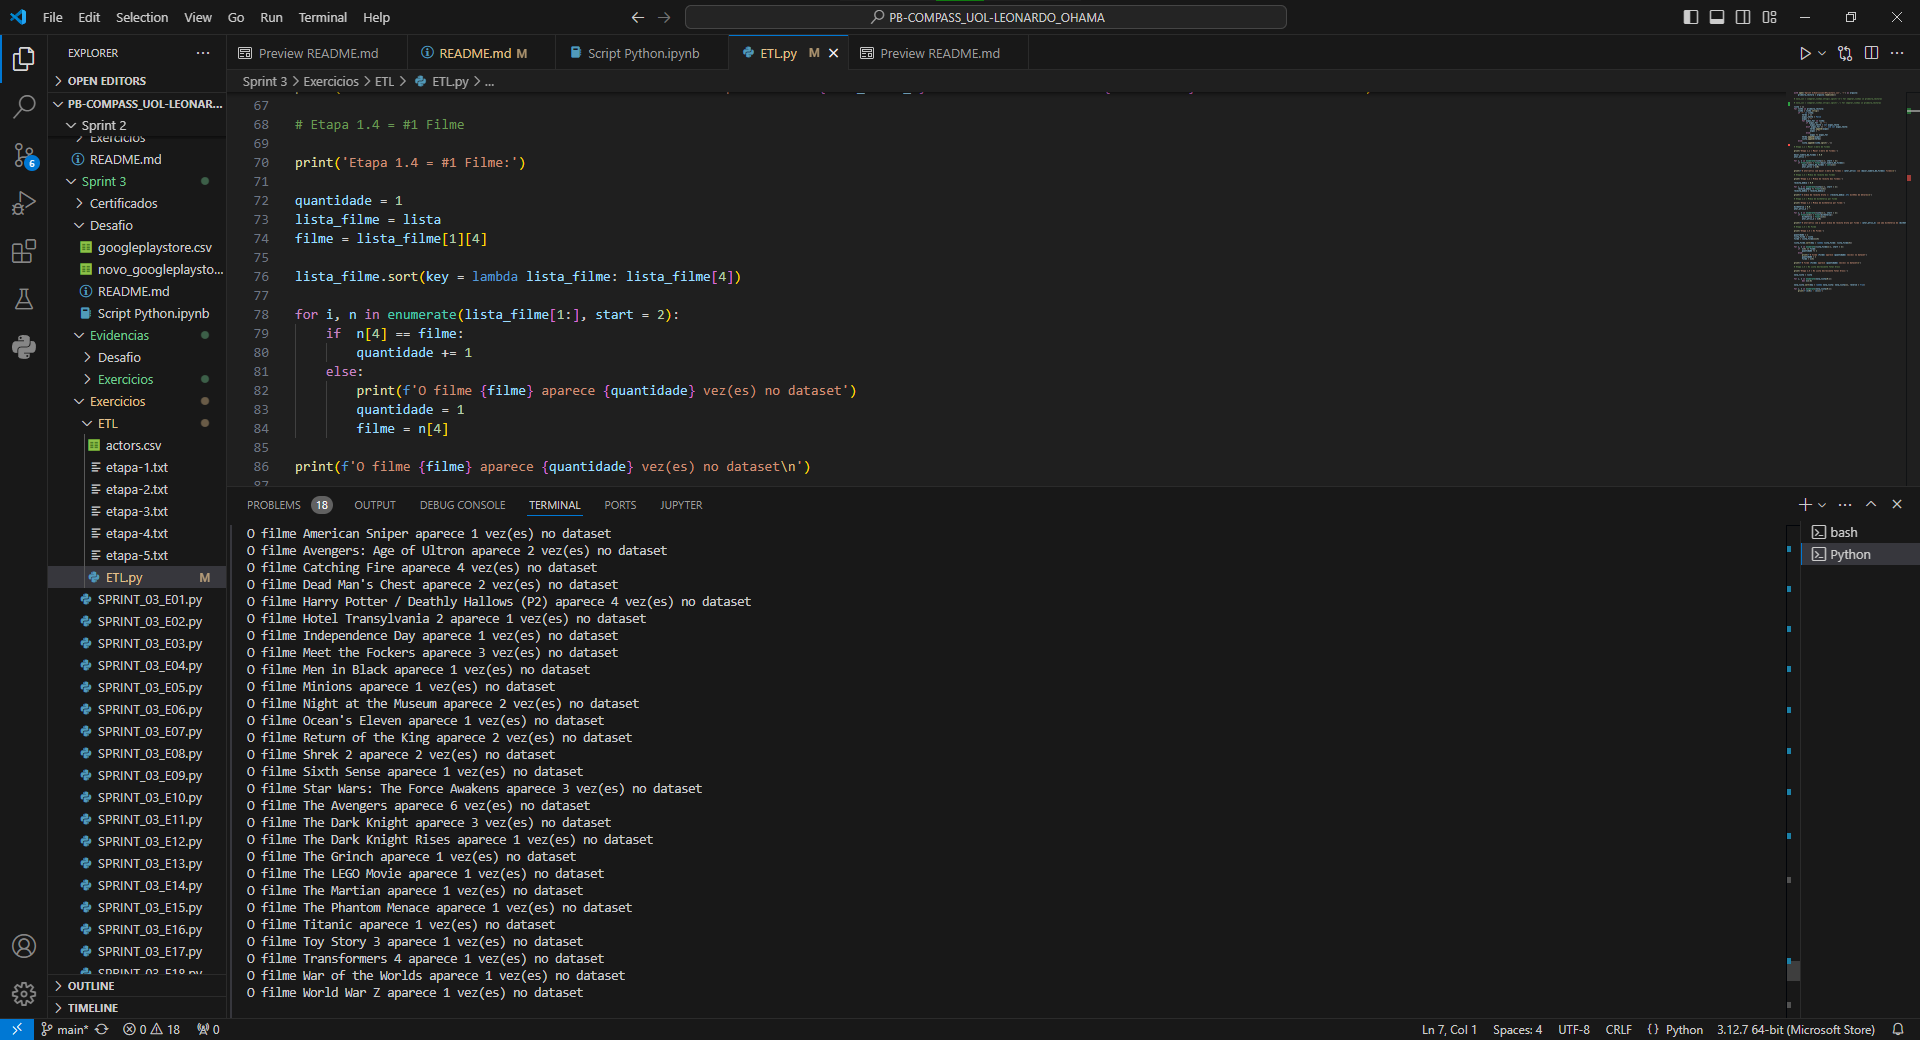 File Edit Selection View Go Run Terminal Help
PB-COMPASS_UOL-LEONARDO_OHAMA
EXPLORER
Preview README.md
README.md M
Script Python.ipynb
ETL.py M
Preview README.md
OPEN EDITORS
Sprint 3 > Exercicios > ETL > ETL.py > ...
PB-COMPASS_UOL-LEONAR...
Sprint 2
Exercicios
README.md
Sprint 3
Certificados
Desafio
googleplaystore.csv
novo_googleplaysto...
README.md
Script Python.ipynb
Evidencias
Desafio
Exercicios
Exercicios
ETL
actors.csv
etapa-1.txt
etapa-2.txt
etapa-3.txt
etapa-4.txt
etapa-5.txt
ETL.py M
SPRINT_03_E01.py
SPRINT_03_E02.py
SPRINT_03_E03.py
SPRINT_03_E04.py
SPRINT_03_E05.py
SPRINT_03_E06.py
SPRINT_03_E07.py
SPRINT_03_E08.py
SPRINT_03_E09.py
SPRINT_03_E10.py
SPRINT_03_E11.py
SPRINT_03_E12.py
SPRINT_03_E13.py
SPRINT_03_E14.py
SPRINT_03_E15.py
SPRINT_03_E16.py
SPRINT_03_E17.py
SPRINT_03_E18.py
OUTLINE
TIMELINE
6
67
68 # Etapa 1.4 = #1 Filme
69
70 print('Etapa 1.4 = #1 Filme:')
71
72 quantidade = 1
73 lista_filme = lista
74 filme = lista_filme[1][4]
75
76 lista_filme.sort(key = lambda lista_filme: lista_filme[4])
77
78 for i, n in enumerate(lista_filme[1:], start = 2):
79 if  n[4] == filme:
80 quantidade += 1
81 else:
82 print(f'O filme {filme} aparece {quantidade} vez(es) no dataset')
83 quantidade = 1
84 filme = n[4]
85
86 print(f'O filme {filme} aparece {quantidade} vez(es) no dataset\n')
87
PROBLEMS 18 OUTPUT DEBUG CONSOLE TERMINAL PORTS JUPYTER
O filme American Sniper aparece 1 vez(es) no dataset
O filme Avengers: Age of Ultron aparece 2 vez(es) no dataset
O filme Catching Fire aparece 4 vez(es) no dataset
O filme Dead Man's Chest aparece 2 vez(es) no dataset
O filme Harry Potter / Deathly Hallows (P2) aparece 4 vez(es) no dataset
O filme Hotel Transylvania 2 aparece 1 vez(es) no dataset
O filme Independence Day aparece 1 vez(es) no dataset
O filme Meet the Fockers aparece 3 vez(es) no dataset
O filme Men in Black aparece 1 vez(es) no dataset
O filme Minions aparece 1 vez(es) no dataset
O filme Night at the Museum aparece 2 vez(es) no dataset
O filme Ocean's Eleven aparece 1 vez(es) no dataset
O filme Return of the King aparece 2 vez(es) no dataset
O filme Shrek 2 aparece 2 vez(es) no dataset
O filme Sixth Sense aparece 1 vez(es) no dataset
O filme Star Wars: The Force Awakens aparece 3 vez(es) no dataset
O filme The Avengers aparece 6 vez(es) no dataset
O filme The Dark Knight aparece 3 vez(es) no dataset
O filme The Dark Knight Rises aparece 1 vez(es) no dataset
O filme The Grinch aparece 1 vez(es) no dataset
O filme The LEGO Movie aparece 1 vez(es) no dataset
O filme The Martian aparece 1 vez(es) no dataset
O filme The Phantom Menace aparece 1 vez(es) no dataset
O filme Titanic aparece 1 vez(es) no dataset
O filme Toy Story 3 aparece 1 vez(es) no dataset
O filme Transformers 4 aparece 1 vez(es) no dataset
O filme War of the Worlds aparece 1 vez(es) no dataset
O filme World War Z aparece 1 vez(es) no dataset
bash
Python
main* 0 18 0
Ln 7, Col 1 Spaces: 4 UTF-8 CRLF {} Python 3.12.7 64-bit (Microsoft Store)